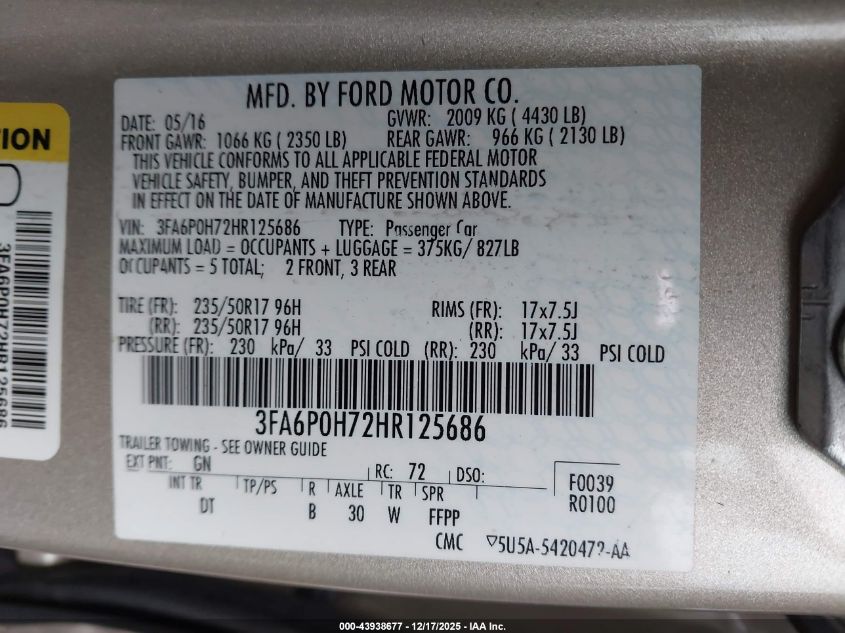 TION
3FA6P0H72HR125686
MFD. BY FORD MOTOR CO.
DATE: 05/16 GVWR: 2009 KG ( 4430 LB)
FRONT GAWR: 1066 KG ( 2350 LB) REAR GAWR: 966 KG ( 2130 LB)
THIS VEHICLE CONFORMS TO ALL APPLICABLE FEDERAL MOTOR
VEHICLE SAFETY, BUMPER, AND THEFT PREVENTION STANDARDS
IN EFFECT ON THE DATE OF MANUFACTURE SHOWN ABOVE.
VIN: 3FA6P0H72HR125686 TYPE: Passenger Car
MAXIMUM LOAD = OCCUPANTS + LUGGAGE = 375KG/ 827LB
OCCUPANTS = 5 TOTAL; 2 FRONT, 3 REAR
TIRE (FR): 235/50R17 96H RIMS (FR): 17x7.5J
(RR): 235/50R17 96H (RR): 17x7.5J
PRESSURE (FR): 230 kPa/ 33 PSI COLD (RR): 230 kPa/ 33 PSI COLD
3FA6P0H72HR125686
TRAILER TOWING - SEE OWNER GUIDE
EXT PNT: GN RC: 72 DSO: F0039
INT TR TP/PS R AXLE TR SPR R0100
DT B 30 W FFPP
CMC ▽5U5A-5420472-AA
000-43938677 - 12/17/2025 - IAA Inc.